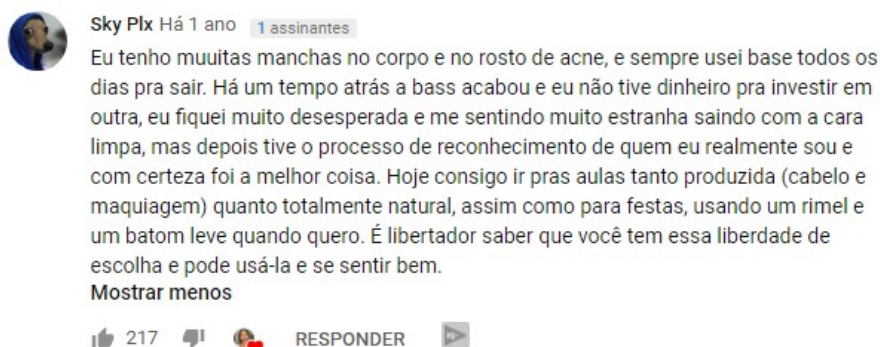 Sky Plx Há 1 ano 1 assinantes
Eu tenho muuitas manchas no corpo e no rosto de acne, e sempre usei base todos os
dias pra sair. Há um tempo atrás a bass acabou e eu não tive dinheiro pra investir em
outra, eu fiquei muito desesperada e me sentindo muito estranha saindo com a cara
limpa, mas depois tive o processo de reconhecimento de quem eu realmente sou e
com certeza foi a melhor coisa. Hoje consigo ir pras aulas tanto produzida (cabelo e
maquiagem) quanto totalmente natural, assim como para festas, usando um rimel e
um batom leve quando quero. É libertador saber que você tem essa liberdade de
escolha e pode usá-la e se sentir bem.
Mostrar menos
217 RESPONDER